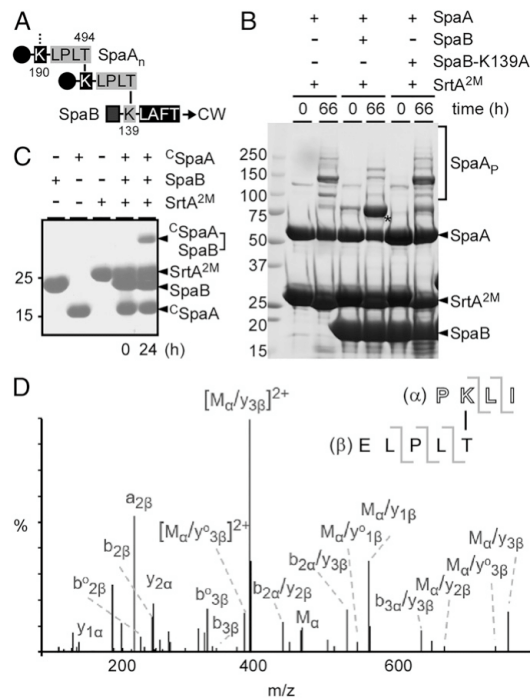 A
494
K LPLT SpaAn
190
K LPLT
SpaB K LAFT CW
139
B
+ + + + + + SpaA
- - + + - - SpaB
- - - - + + SpaB-K139A
+ + + SrtA2M
0 66 0 66 0 66 time (h)
250
150
100
75
50
37
25
20
15
SpaAP
*
SpaA
SrtA2M
SpaB
C
- + - + + CSpaA
+ - - + + SpaB
- - + + + SrtA2M
CSpaA
SpaB
SrtA2M
SpaB
CSpaA
25
15
0 24 (h)
D
[Mα/y3β]2+
(α) P K L I
(β) E L P L T
a2β
[Mα/yo3β]2+
Mα/y1β
b2β
Mα/yo1β
Mα/y3β
y2α
b2α/y3β
Mα/yo3β
bo2β
bo3β
b2α/y2β
Mα/y2β
y1α
b3β
Mα
b3α/y3β
%
200 400 600
m/z